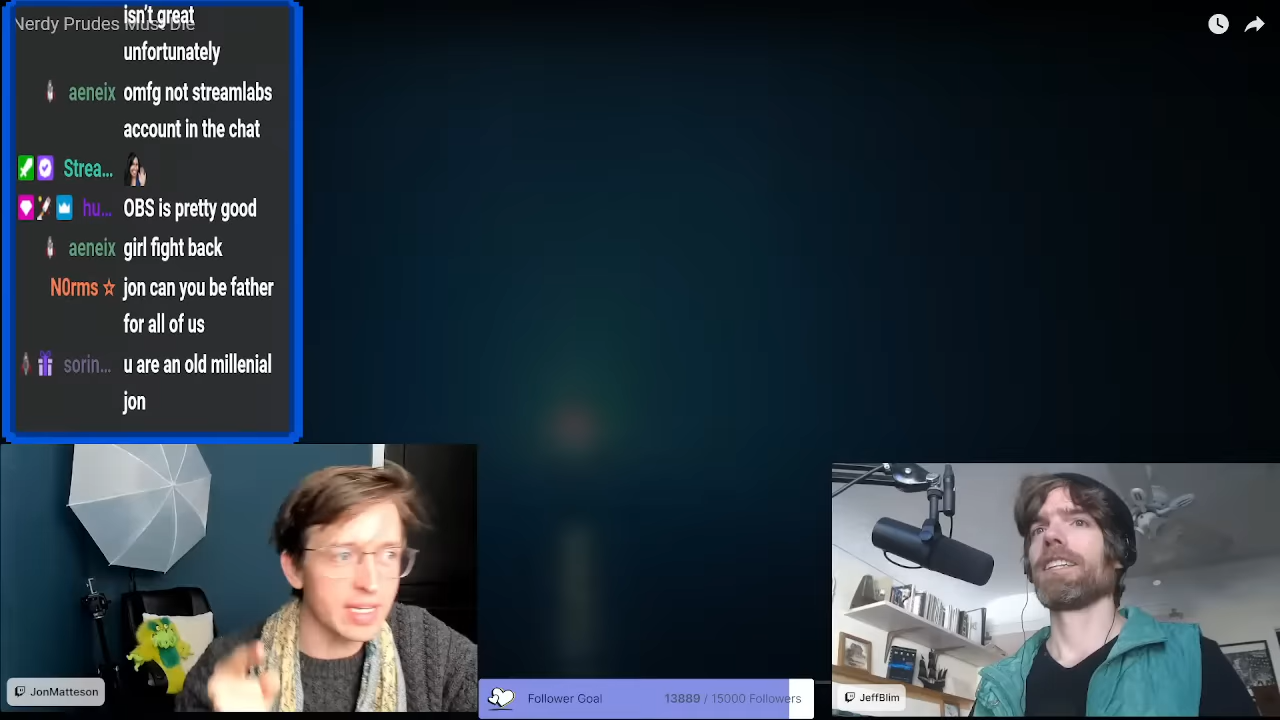 Nerdy Prudes Must Die
isn't great
unfortunately
aeneix omfg not streamlabs
account in the chat
Strea...
hu... OBS is pretty good
aeneix girl fight back
N0rms ☆ jon can you be father
for all of us
sorin... u are an old millenial
jon
JonMatteson
Follower Goal 13889 / 15000 Followers
JeffBlim